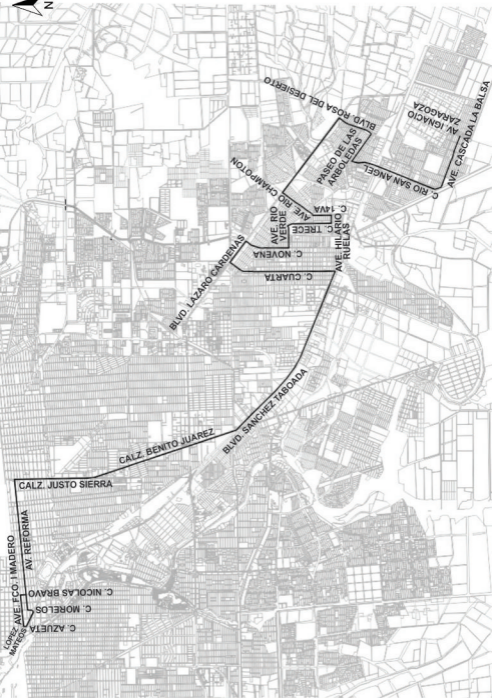 N
BLVD. ROSA DEL DESIERTO
AV. IGNACIO
ZARAGOZA
PASEO DE LAS
ARBOLEDAS
AVE. RIO CHAMPOTON
C. RIO SAN ANGEL
AVE. CASCADA LA BALSA
C. 14VA
C. TRECE
AVE. RIO
VERDE
C. NOVENA
BLVD. LAZARO CARDENAS
C. CUARTA
AVE. HILARIO
RUELAS
BLVD. SANCHEZ TABOADA
CALZ. BENITO JUAREZ
CALZ. JUSTO SIERRA
AVE. FCO. I MADERO
AV. REFORMA
C. NICOLAS BRAVO
C. MORELOS
C. AZUETA
LOPEZ
MATEOS